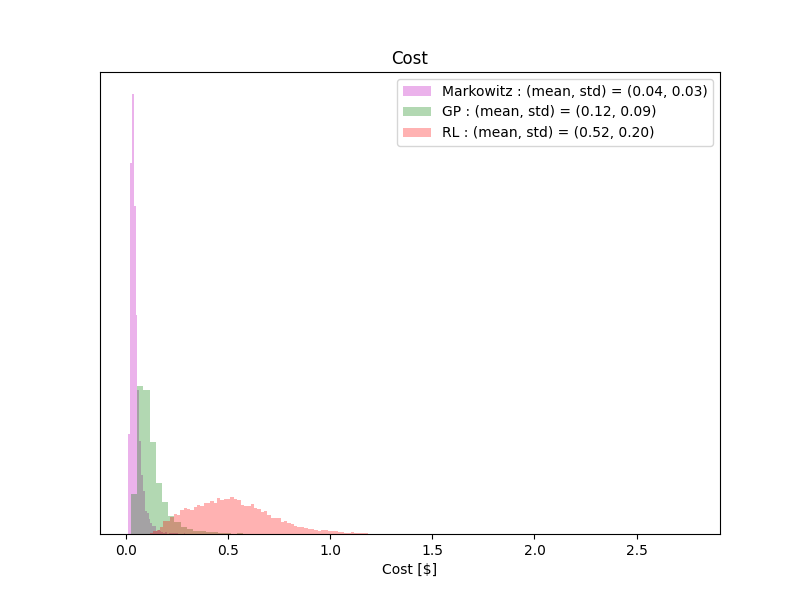 Cost
Markowitz : (mean, std) = (0.04, 0.03)
GP : (mean, std) = (0.12, 0.09)
RL : (mean, std) = (0.52, 0.20)
0.0 0.5 1.0 1.5 2.0 2.5
Cost [$]